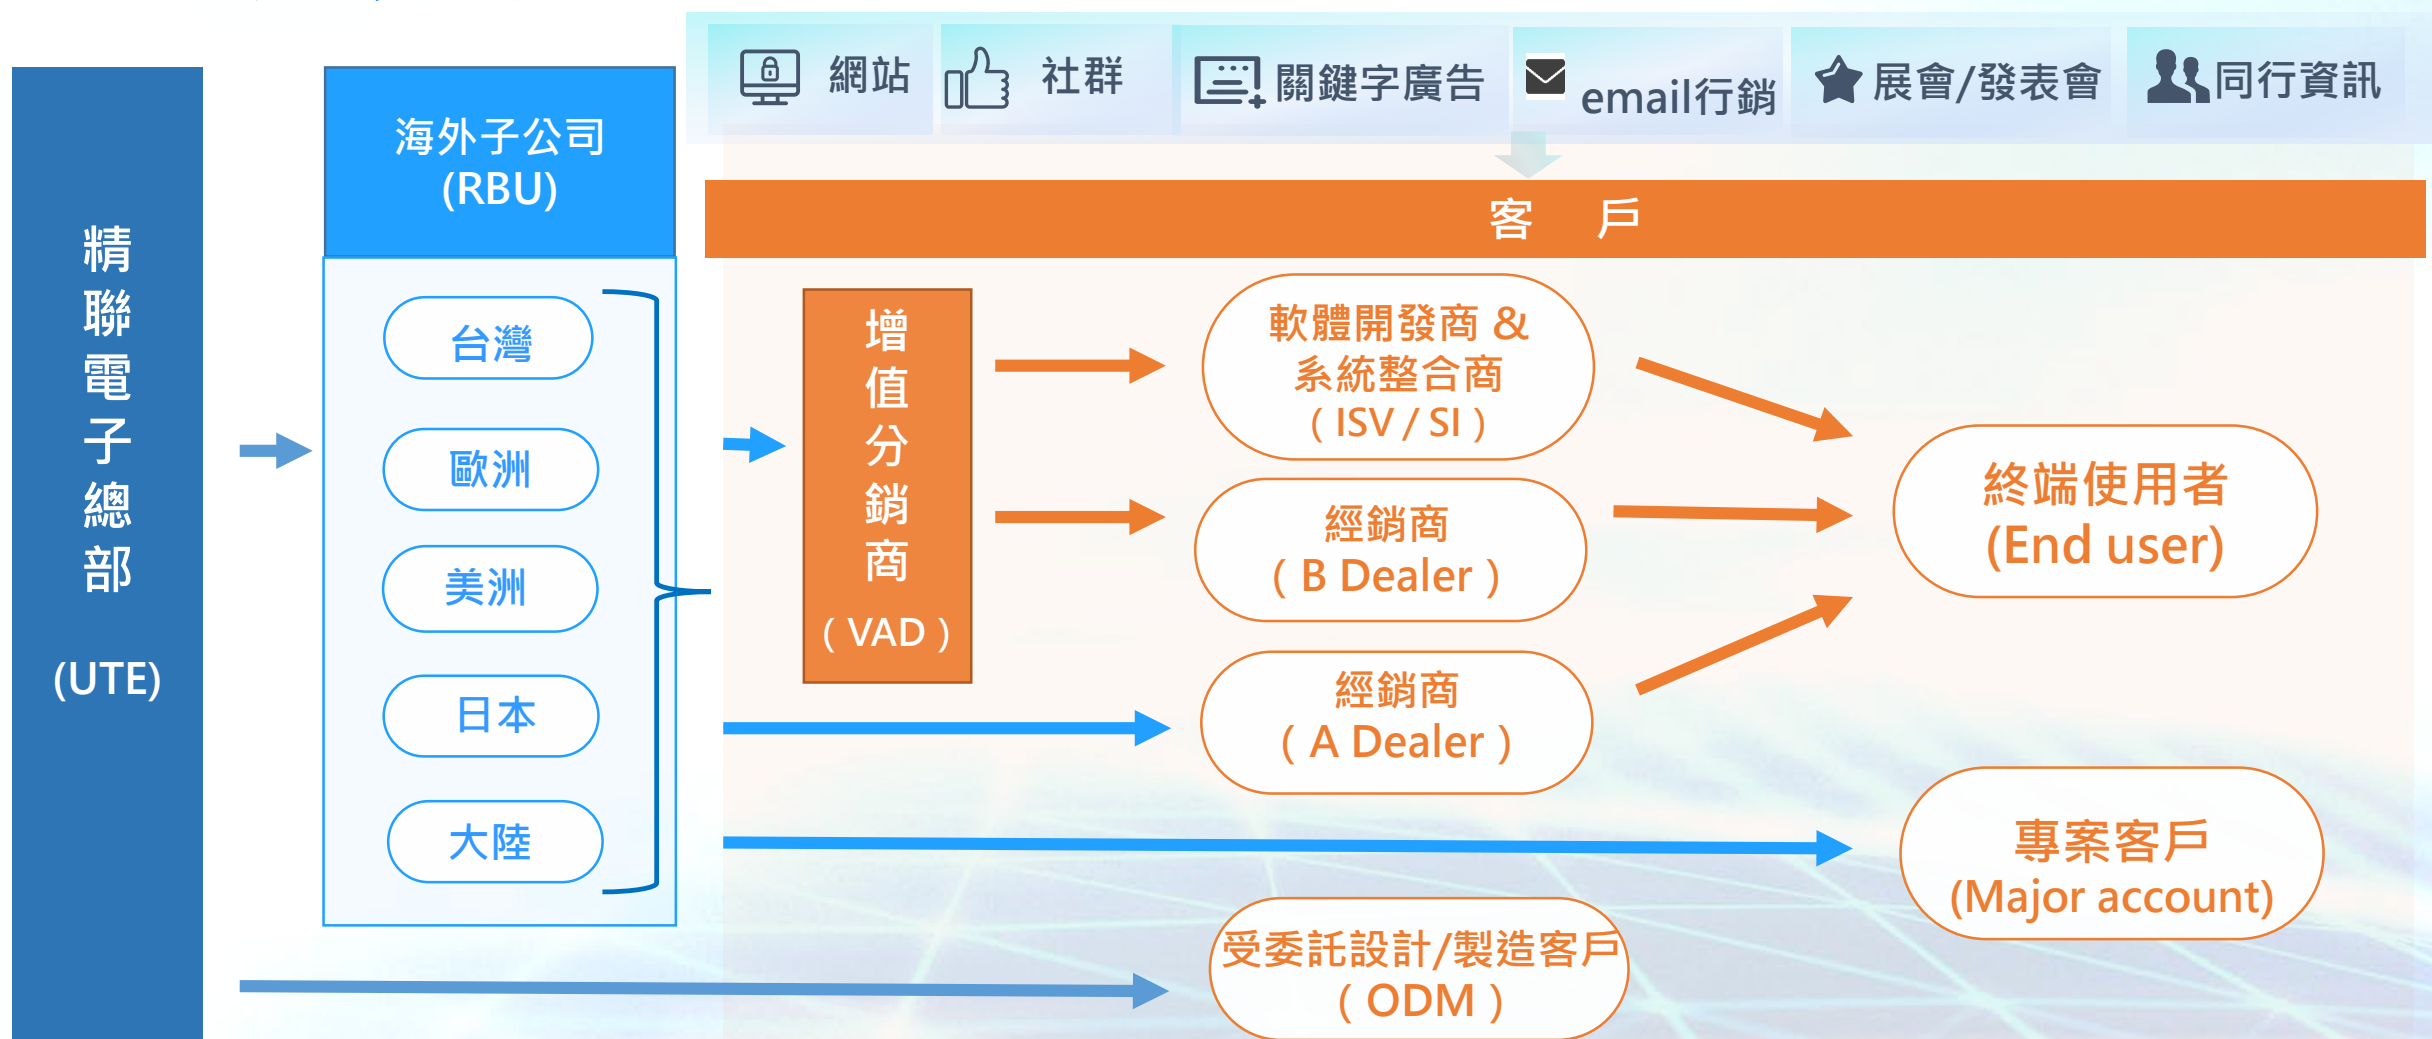 網站
社群
關鍵字廣告
email行銷
展會/發表會
同行資訊
精聯電子總部
(UTE)
海外子公司
(RBU)
台灣
歐洲
美洲
日本
大陸
客 戶
增值分銷商
( VAD )
軟體開發商 &
系統整合商
( ISV / SI )
經銷商
( B Dealer )
經銷商
( A Dealer )
受委託設計/製造客戶
( ODM )
終端使用者
(End user)
專案客戶
(Major account)